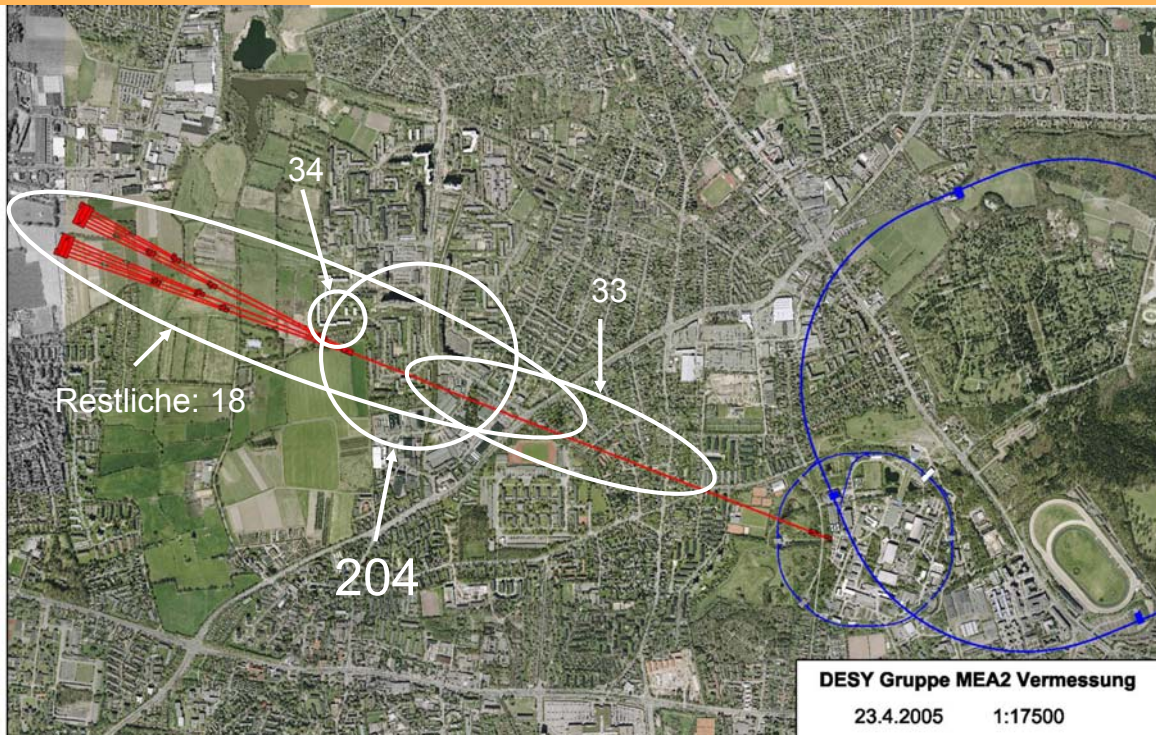 34
33
Restliche: 18
204
DESY Gruppe MEA2 Vermessung
23.4.2005 1:17500